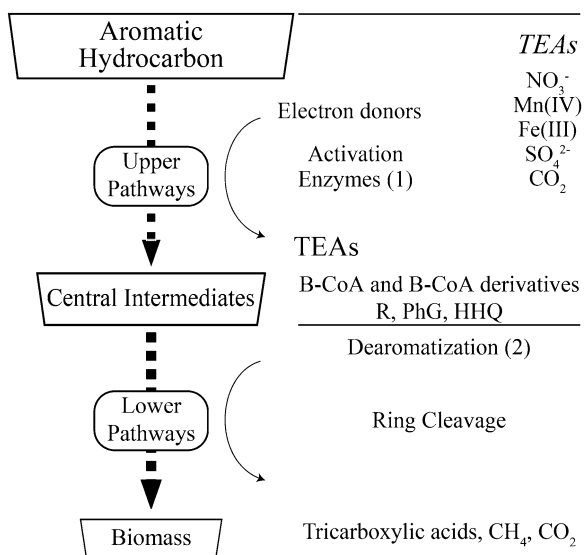 Aromatic
Hydrocarbon
TEAs
NO₃⁻
Mn(IV)
Fe(III)
SO₄²⁻
CO₂
Electron donors
Activation
Enzymes (1)
Upper
Pathways
TEAs
Central Intermediates
B-CoA and B-CoA derivatives
R, PhG, HHQ
Dearomatization (2)
Lower
Pathways
Ring Cleavage
Biomass
Tricarboxylic acids, CH₄, CO₂